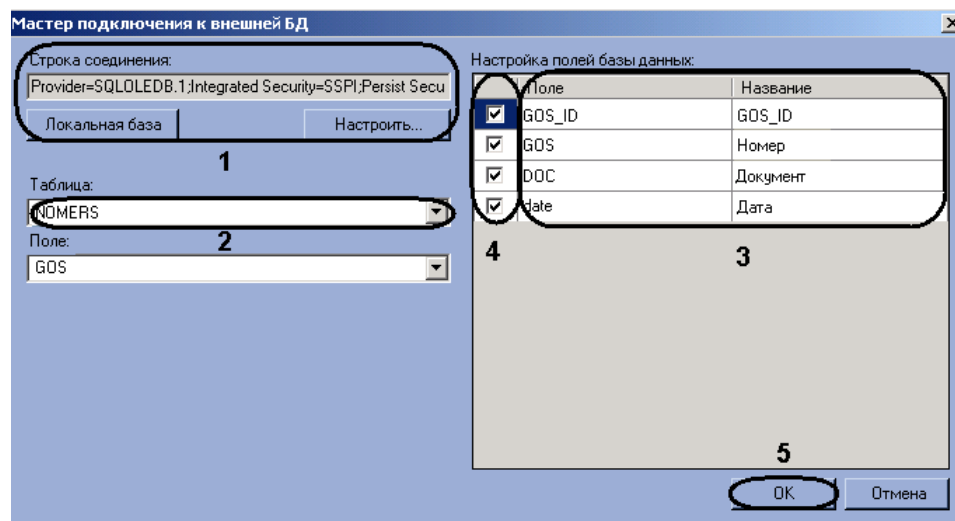 Мастер подключения к внешней БД
Строка соединения:
Provider=SQLOLEDB.1;Integrated Security=SSPI;Persist Secu
Локальная база
Настроить...
1
Таблица:
NOMERS
2
Поле:
GOS
Настройка полей базы данных:
Поле Название
GOS_ID GOS_ID
GOS Номер
DOC Документ
date Дата
4
3
5
OK
Отмена